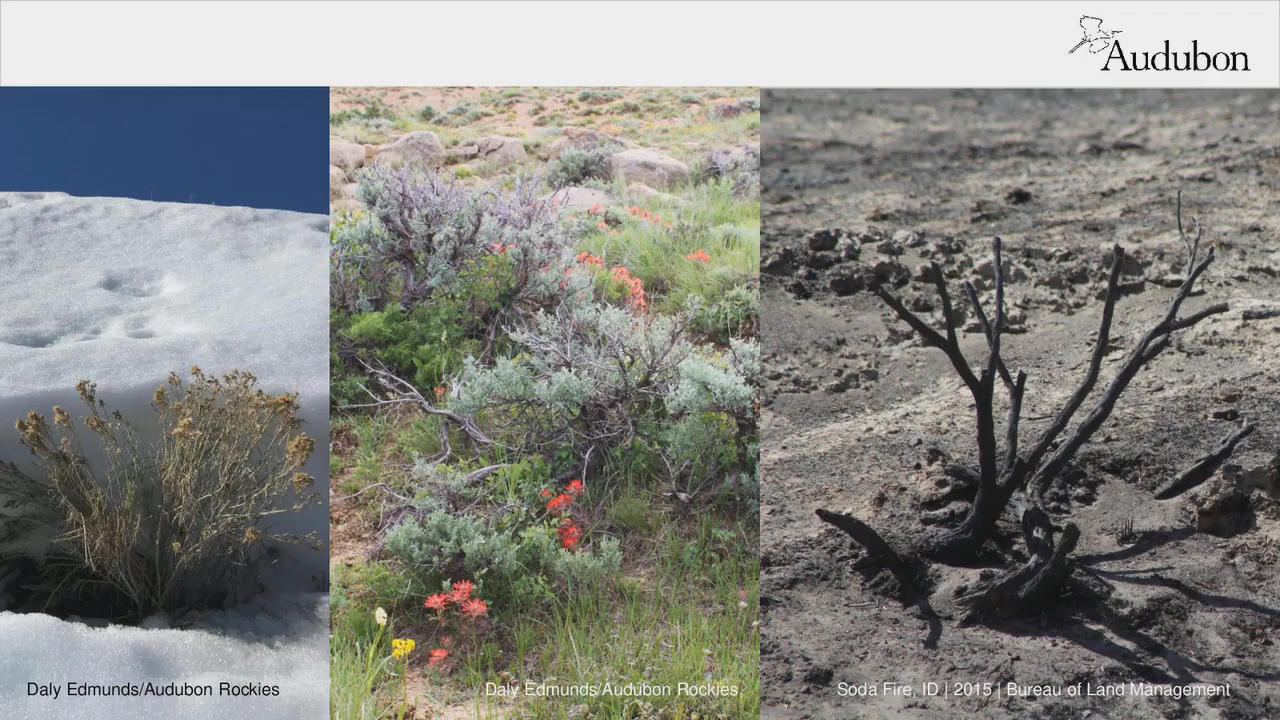 Audubon
Daly Edmunds/Audubon Rockies
Daly Edmunds/Audubon Rockies
Soda Fire, ID | 2015 | Bureau of Land Management